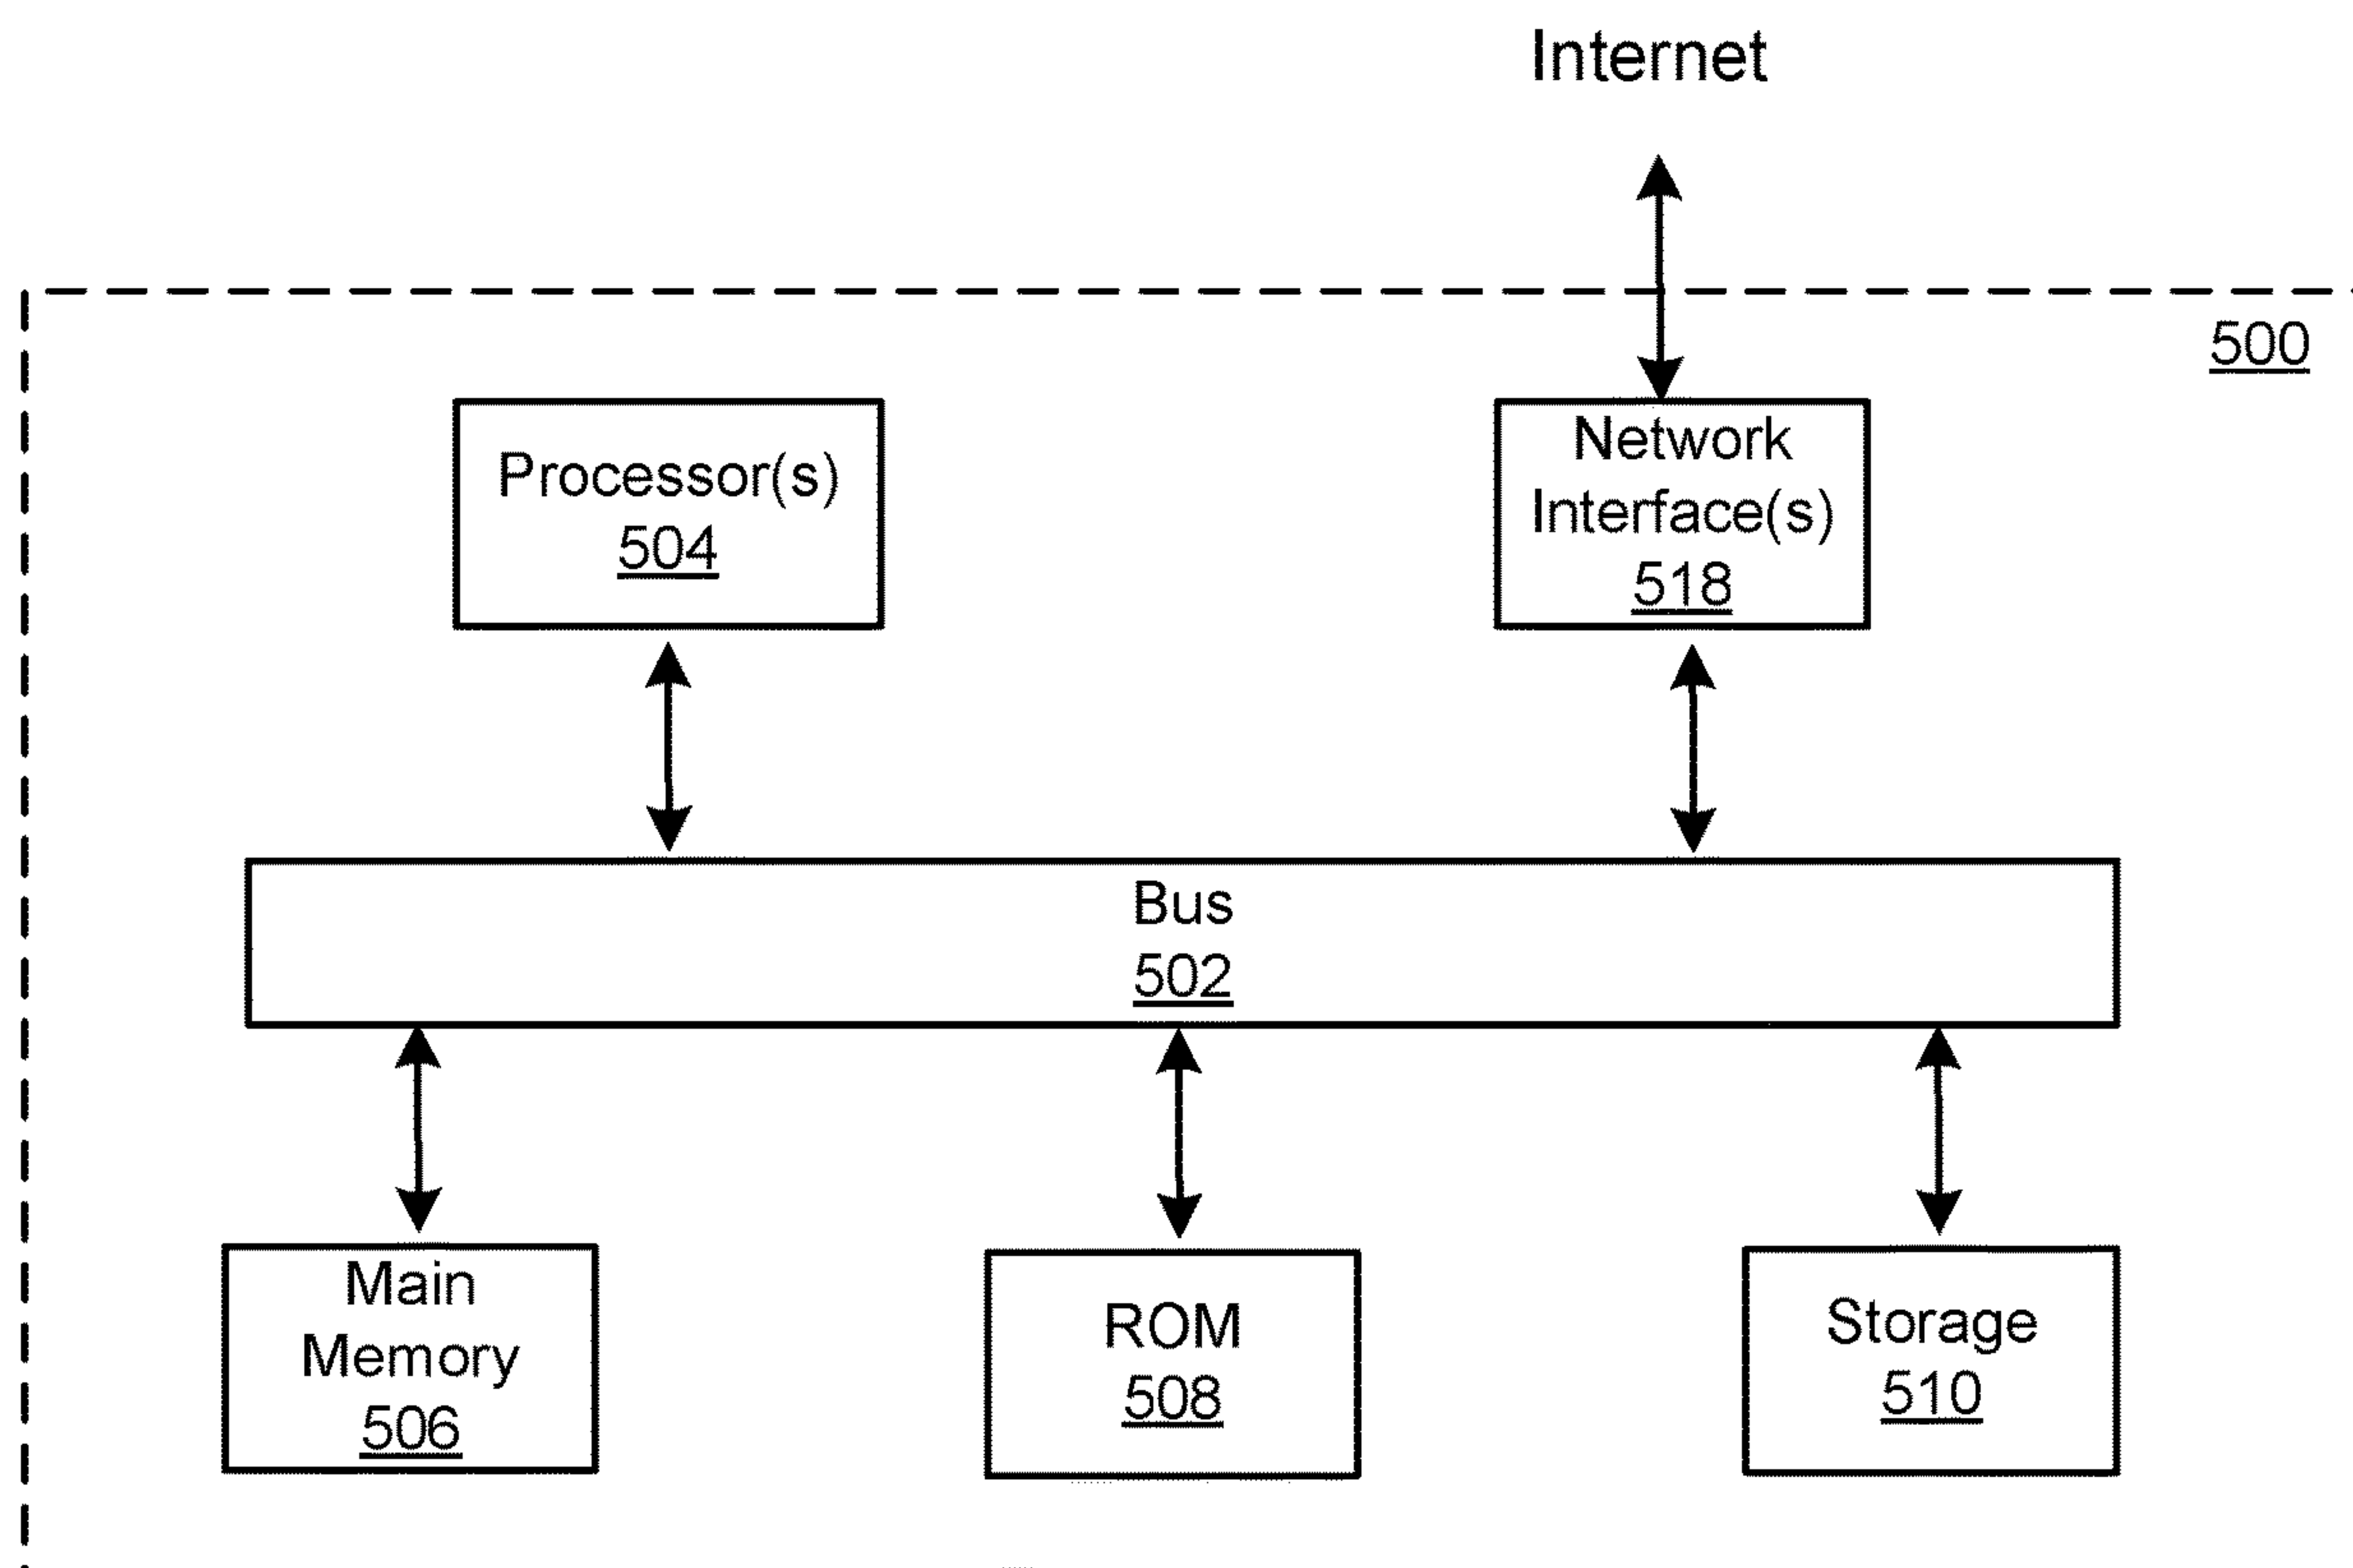 Internet
500
Processor(s)
504
Network
Interface(s)
518
Bus
502
Main
Memory
506
ROM
508
Storage
510